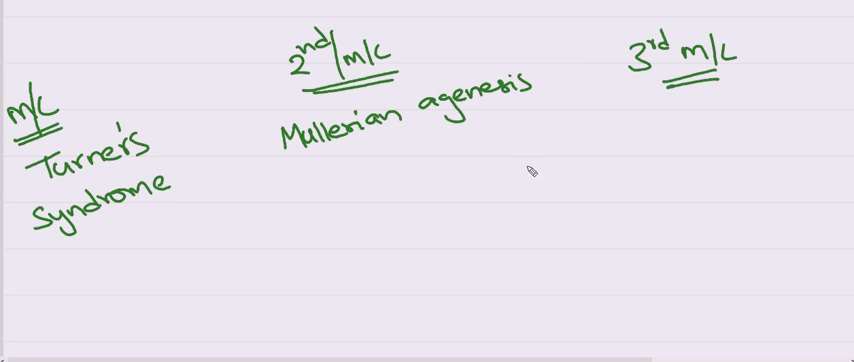 m/c
Turner's
Syndrome
2nd m/c
Mullerian agenesis
3rd m/c